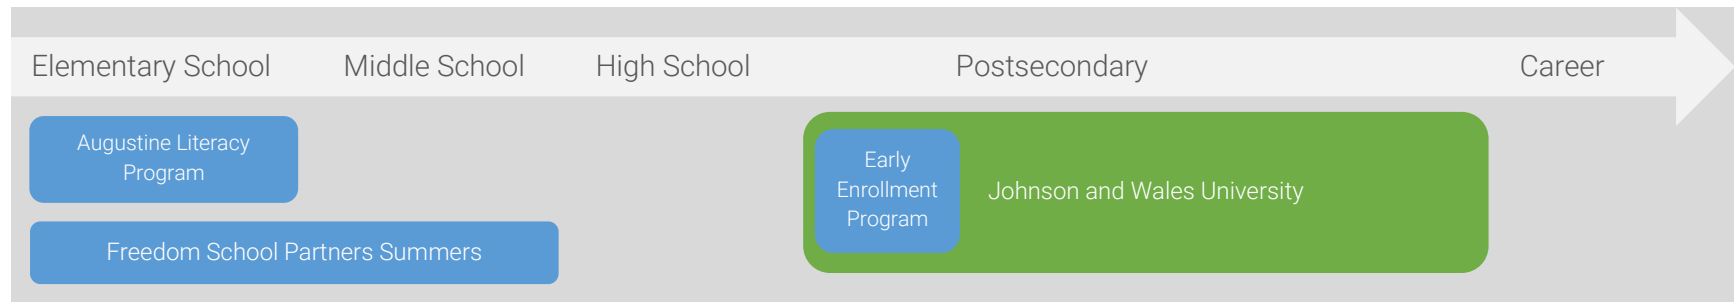 Elementary School
Middle School
High School
Postsecondary
Career
Augustine Literacy
Program
Freedom School Partners Summers
Early
Enrollment
Program
Johnson and Wales University